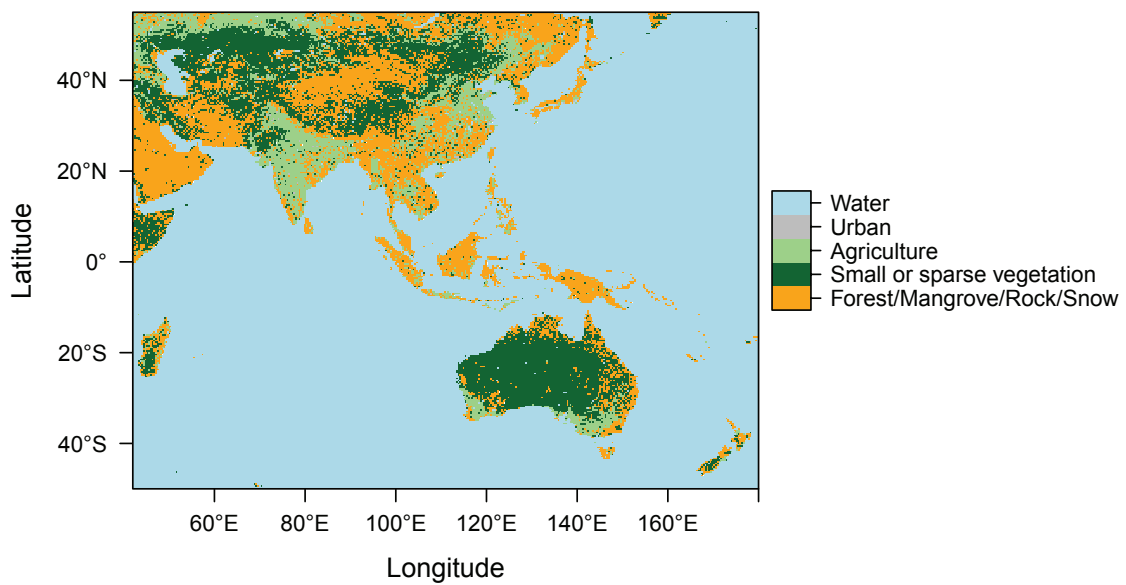 40°N
20°N
0°
20°S
40°S
Latitude
60°E
80°E
100°E
120°E
140°E
160°E
Longitude
Water
Urban
Agriculture
Small or sparse vegetation
Forest/Mangrove/Rock/Snow